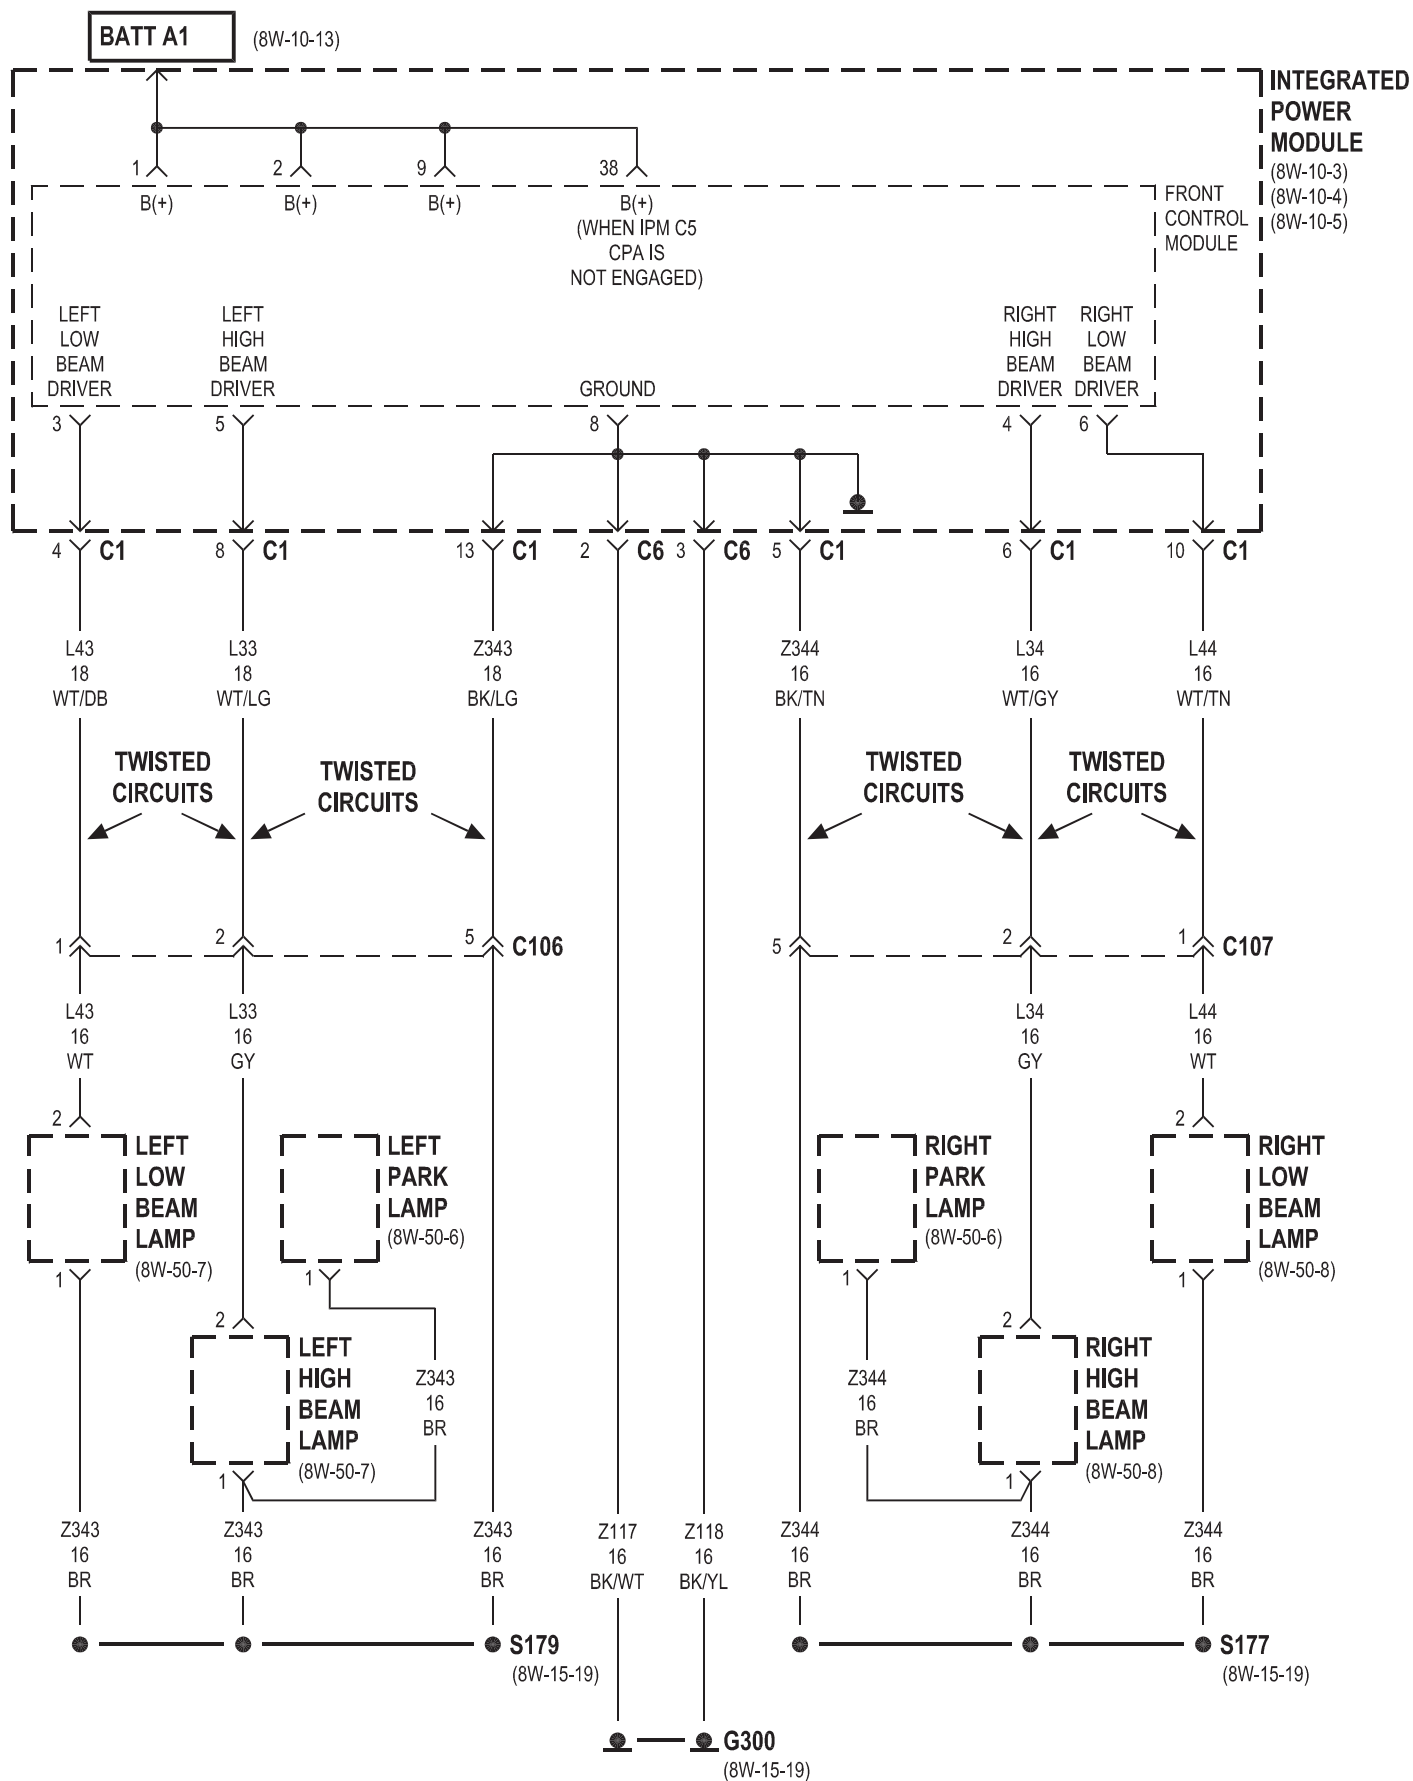 BATT A1 (8W-10-13)
INTEGRATED
POWER
MODULE
(8W-10-3)
(8W-10-4)
(8W-10-5)
1 2 9 38
B(+) B(+) B(+) B(+)
(WHEN IPM C5
CPA IS
NOT ENGAGED)
FRONT
CONTROL
MODULE
LEFT
LOW
BEAM
DRIVER
LEFT
HIGH
BEAM
DRIVER
GROUND
RIGHT
HIGH
BEAM
DRIVER
RIGHT
LOW
BEAM
DRIVER
3 5 8 4 6
4 C1 8 C1 13 C1 2 C6 3 C6 5 C1 6 C1 10 C1
L43
18
WT/DB
L33
18
WT/LG
Z343
18
BK/LG
Z344
16
BK/TN
L34
16
WT/GY
L44
16
WT/TN
TWISTED
CIRCUITS
TWISTED
CIRCUITS
TWISTED
CIRCUITS
TWISTED
CIRCUITS
1 2 5 C106 5 2 1 C107
L43
16
WT
L33
16
GY
L34
16
GY
L44
16
WT
2
LEFT
LOW
BEAM
LAMP
(8W-50-7)
1
LEFT
PARK
LAMP
(8W-50-6)
1
RIGHT
PARK
LAMP
(8W-50-6)
1
2
RIGHT
LOW
BEAM
LAMP
(8W-50-8)
1
2
LEFT
HIGH
BEAM
LAMP
(8W-50-7)
1
Z343
16
BR
Z344
16
BR
2
RIGHT
HIGH
BEAM
LAMP
(8W-50-8)
1
Z343
16
BR
Z343
16
BR
Z343
16
BR
Z117
16
BK/WT
Z118
16
BK/YL
Z344
16
BR
Z344
16
BR
Z344
16
BR
S179
(8W-15-19)
S177
(8W-15-19)
G300
(8W-15-19)